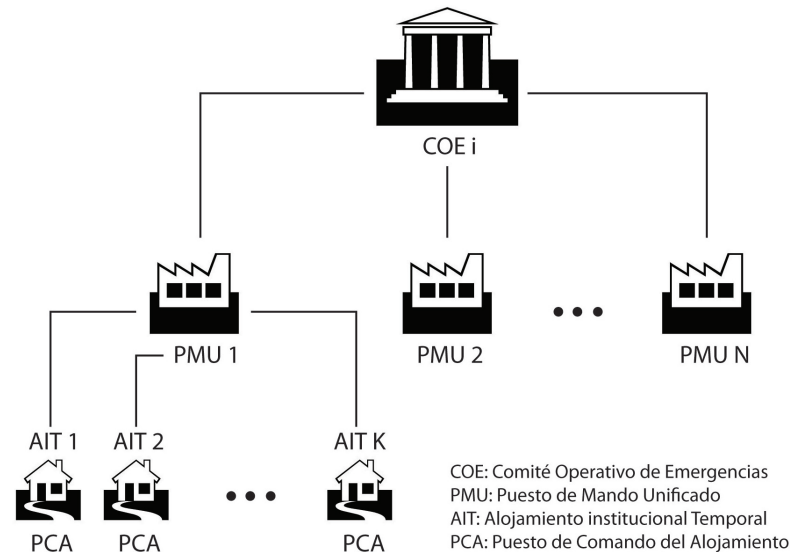 COE i
PMU 1
PMU 2
PMU N
AIT 1
AIT 2
AIT K
PCA
PCA
PCA
COE: Comité Operativo de Emergencias
PMU: Puesto de Mando Unificado
AIT: Alojamiento institucional Temporal
PCA: Puesto de Comando del Alojamiento